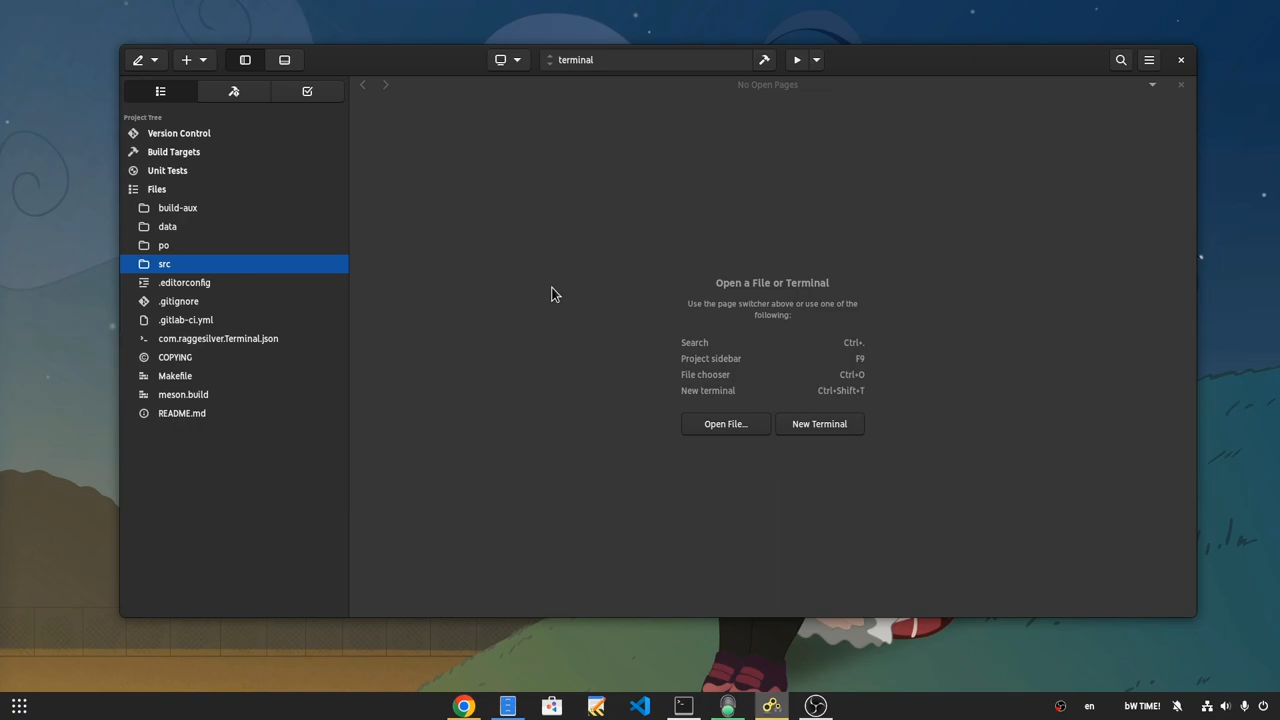 terminal
No Open Pages
Project Tree
Version Control
Build Targets
Unit Tests
Files
build-aux
data
po
src
.editorconfig
.gitignore
.gitlab-ci.yml
com.raggesilver.Terminal.json
COPYING
Makefile
meson.build
README.md
Open a File or Terminal
Use the page switcher above or use one of the
following:
Search Ctrl+.
Project sidebar F9
File chooser Ctrl+O
New terminal Ctrl+Shift+T
Open File... New Terminal
en bW TIME!